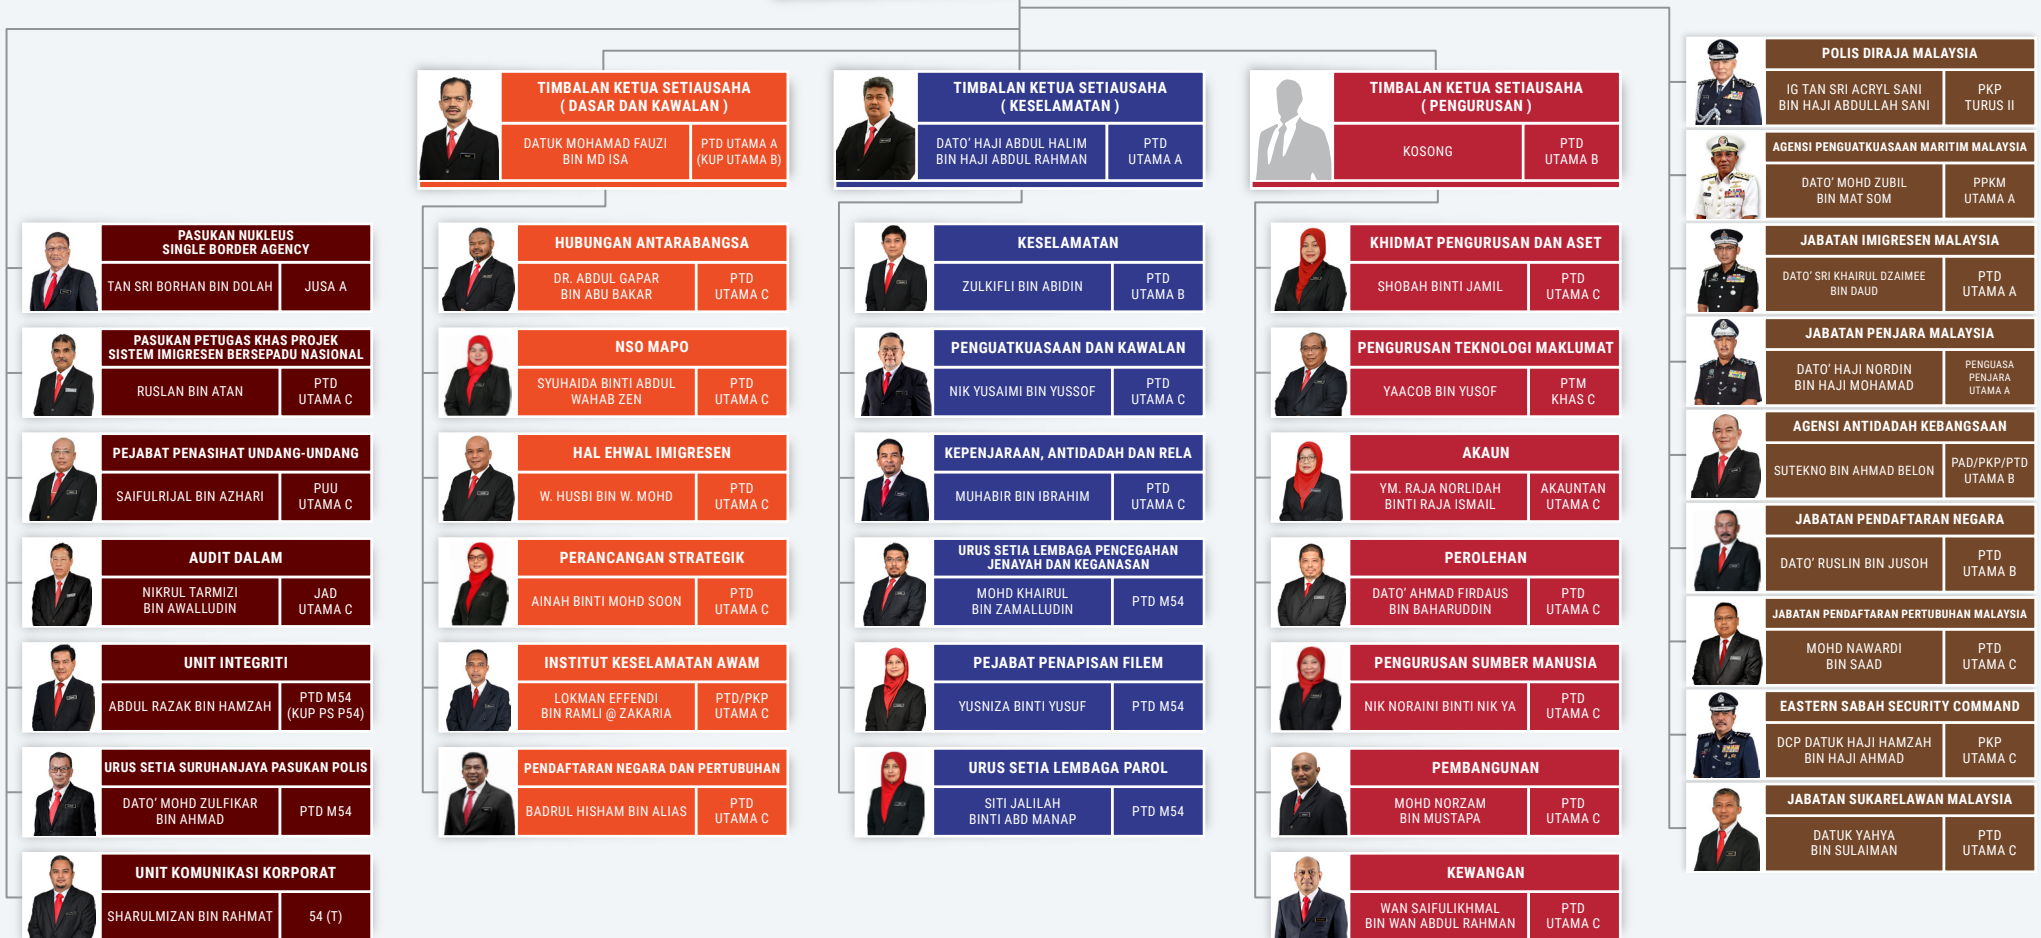 TIMBALAN KETUA SETIAUSAHA
( DASAR DAN KAWALAN )
DATUK MOHAMAD FAUZI
BIN MD ISA
PTD UTAMA A
(KUP UTAMA B)
TIMBALAN KETUA SETIAUSAHA
( KESELAMATAN )
DATO' HAJI ABDUL HALIM
BIN HAJI ABDUL RAHMAN
PTD
UTAMA A
TIMBALAN KETUA SETIAUSAHA
( PENGURUSAN )
KOSONG
PTD
UTAMA B
PASUKAN NUKLEUS
SINGLE BORDER AGENCY
TAN SRI BORHAN BIN DOLAH
JUSA A
PASUKAN PETUGAS KHAS PROJEK
SISTEM IMIGRESEN BERSEPADU NASIONAL
RUSLAN BIN ATAN
PTD
UTAMA C
PEJABAT PENASIHAT UNDANG-UNDANG
SAIFULRIJAL BIN AZHARI
PUU
UTAMA C
AUDIT DALAM
NIKRUL TARMIZI
BIN AWALLUDIN
JAD
UTAMA C
UNIT INTEGRITI
ABDUL RAZAK BIN HAMZAH
PTD M54
(KUP PS P54)
URUS SETIA SURUHANJAYA PASUKAN POLIS
DATO' MOHD ZULFIKAR
BIN AHMAD
PTD M54
UNIT KOMUNIKASI KORPORAT
SHARULMIZAN BIN RAHMAT
54 (T)
HUBUNGAN ANTARABANGSA
DR. ABDUL GAPAR
BIN ABU BAKAR
PTD
UTAMA C
NSO MAPO
SYUHAIDA BINTI ABDUL
WAHAB ZEN
PTD
UTAMA C
HAL EHWAL IMIGRESEN
W. HUSBI BIN W. MOHD
PTD
UTAMA C
PERANCANGAN STRATEGIK
AINAH BINTI MOHD SOON
PTD
UTAMA C
INSTITUT KESELAMATAN AWAM
LOKMAN EFFENDI
BIN RAMLI @ ZAKARIA
PTD/PKP
UTAMA C
PENDAFTARAN NEGARA DAN PERTUBUHAN
BADRUL HISHAM BIN ALIAS
PTD
UTAMA C
KESELAMATAN
ZULKIFLI BIN ABIDIN
PTD
UTAMA B
PENGUATKUASAAN DAN KAWALAN
NIK YUSAIMI BIN YUSSOF
PTD
UTAMA C
KEPENJARAAN, ANTIDADAH DAN RELA
MUHABIR BIN IBRAHIM
PTD
UTAMA C
URUS SETIA LEMBAGA PENCEGAHAN
JENAYAH DAN KEGANASAN
MOHD KHAIRUL
BIN ZAMALLUDIN
PTD M54
PEJABAT PENAPISAN FILEM
YUSNIZA BINTI YUSUF
PTD M54
URUS SETIA LEMBAGA PAROL
SITI JALILAH
BINTI ABD MANAP
PTD M54
KHIDMAT PENGURUSAN DAN ASET
SHOBAH BINTI JAMIL
PTD
UTAMA C
PENGURUSAN TEKNOLOGI MAKLUMAT
YAACOB BIN YUSOF
PTM
KHAS C
AKAUN
YM. RAJA NORLIDAH
BINTI RAJA ISMAIL
AKAUNTAN
UTAMA C
PEROLEHAN
DATO' AHMAD FIRDAUS
BIN BAHARUDDIN
PTD
UTAMA C
PENGURUSAN SUMBER MANUSIA
NIK NORAINI BINTI NIK YA
PTD
UTAMA C
PEMBANGUNAN
MOHD NORZAM
BIN MUSTAPA
PTD
UTAMA C
KEWANGAN
WAN SAIFULIKHMAL
BIN WAN ABDUL RAHMAN
PTD
UTAMA C
POLIS DIRAJA MALAYSIA
IG TAN SRI ACRYL SANI
BIN HAJI ABDULLAH SANI
PKP
TURUS II
AGENSI PENGUATKUASAAN MARITIM MALAYSIA
DATO' MOHD ZUBIL
BIN MAT SOM
PPKM
UTAMA A
JABATAN IMIGRESEN MALAYSIA
DATO' SRI KHAIRUL DZAIMEE
BIN DAUD
PTD
UTAMA A
JABATAN PENJARA MALAYSIA
DATO' HAJI NORDIN
BIN HAJI MOHAMAD
PENGUASA
PENJARA
UTAMA A
AGENSI ANTIDADAH KEBANGSAAN
SUTEKNO BIN AHMAD BELON
PAD/PKP/PTD
UTAMA B
JABATAN PENDAFTARAN NEGARA
DATO' RUSLIN BIN JUSOH
PTD
UTAMA B
JABATAN PENDAFTARAN PERTUBUHAN MALAYSIA
MOHD NAWARDI
BIN SAAD
PTD
UTAMA C
EASTERN SABAH SECURITY COMMAND
DCP DATUK HAJI HAMZAH
BIN HAJI AHMAD
PKP
UTAMA C
JABATAN SUKARELAWAN MALAYSIA
DATUK YAHYA
BIN SULAIMAN
PTD
UTAMA C